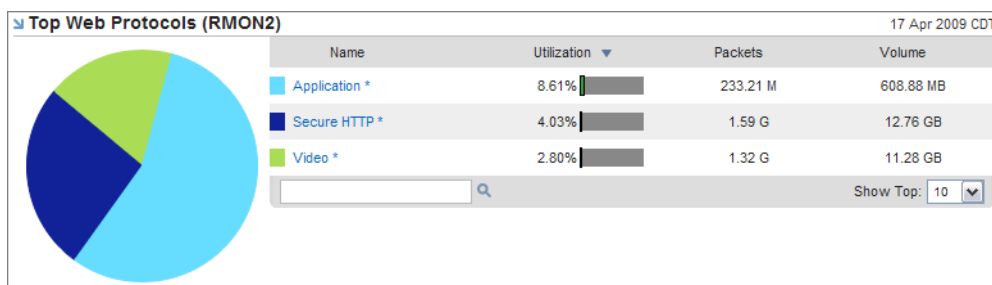 Top Web Protocols (RMON2) 17 Apr 2009 CDT
Name Utilization Packets Volume
Application * 8.61% 233.21 M 608.88 MB
Secure HTTP * 4.03% 1.59 G 12.76 GB
Video * 2.80% 1.32 G 11.28 GB
Show Top: 10